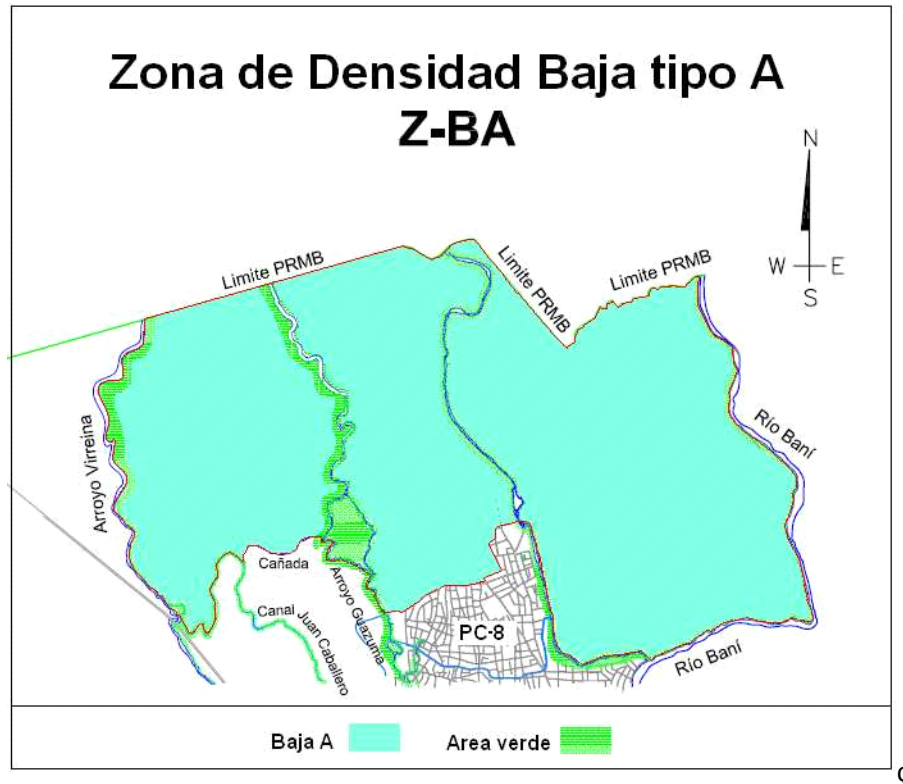 Zona de Densidad Baja tipo A
Z-BA
N
W E
S
Limite PRMB
Limite PRMB
Limite PRMB
Arroyo Virreina
Río Baní
Cañada
Canal Juan Caballero
Arroyo Guazuma
PC-8
Río Baní
Baja A
Area verde